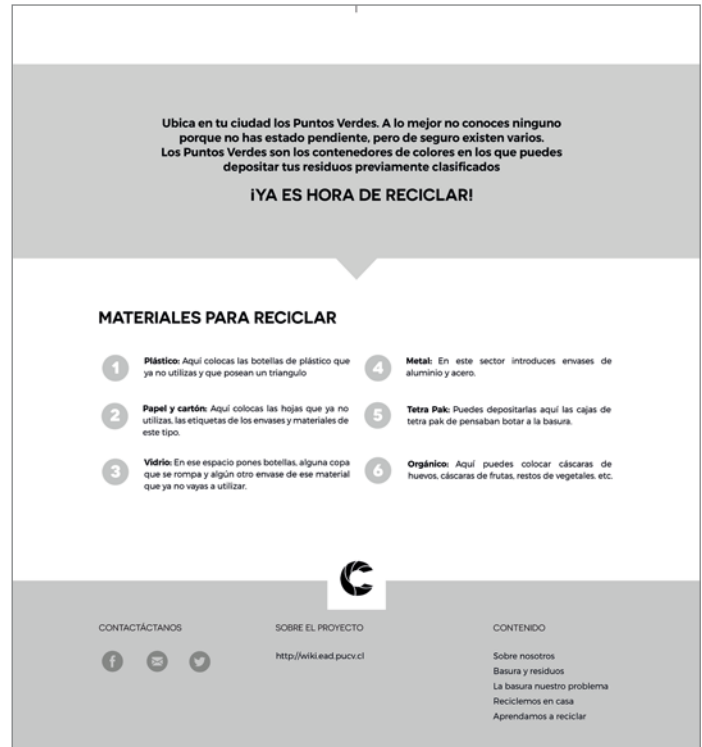 Ubica en tu ciudad los Puntos Verdes. A lo mejor no conoces ninguno
porque no has estado pendiente, pero de seguro existen varios.
Los Puntos Verdes son los contenedores de colores en los que puedes
depositar tus residuos previamente clasificados
¡YA ES HORA DE RECICLAR!
MATERIALES PARA RECICLAR
1
Plástico: Aquí colocas las botellas de plástico que
ya no utilizas y que posean un triangulo
2
Papel y cartón: Aquí colocas las hojas que ya no
utilizas, las etiquetas de los envases y materiales de
este tipo.
3
Vidrio: En ese espacio pones botellas, alguna copa
que se rompa y algún otro envase de ese material
que ya no vayas a utilizar.
4
Metal: En este sector introduces envases de
aluminio y acero.
5
Tetra Pak: Puedes depositarlas aquí las cajas de
tetra pak de pensaban botar a la basura.
6
Orgánico: Aquí puedes colocar cáscaras de
huevos, cáscaras de frutas, restos de vegetales. etc.
C
CONTACTÁCTANOS
SOBRE EL PROYECTO
http://wiki.ead.pucv.cl
CONTENIDO
Sobre nosotros
Basura y residuos
La basura nuestro problema
Reciclemos en casa
Aprendamos a reciclar